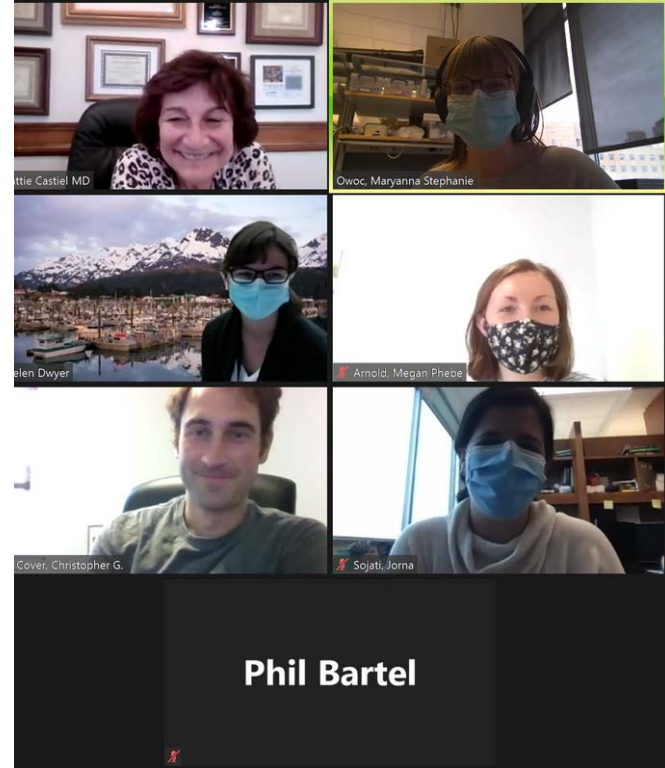 ttie Castiel MD
Owoc, Maryanna Stephanie
elen Dwyer
Arnold, Megan Phebe
Cover, Christopher G.
Sojati, Jorna
Phil Bartel